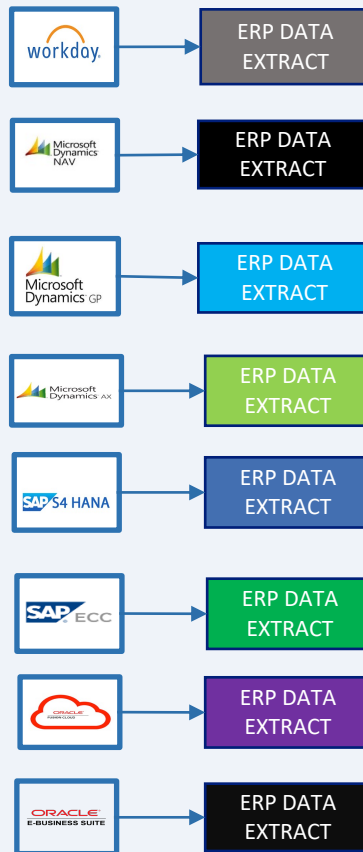 workday.
ERP DATA
EXTRACT
Microsoft
Dynamics
NAV
ERP DATA
EXTRACT
Microsoft
Dynamics GP
ERP DATA
EXTRACT
Microsoft
Dynamics AX
ERP DATA
EXTRACT
SAP S4 HANA
ERP DATA
EXTRACT
SAP ECC
ERP DATA
EXTRACT
ORACLE
FUSION CLOUD
ERP DATA
EXTRACT
ORACLE
E-BUSINESS SUITE
ERP DATA
EXTRACT